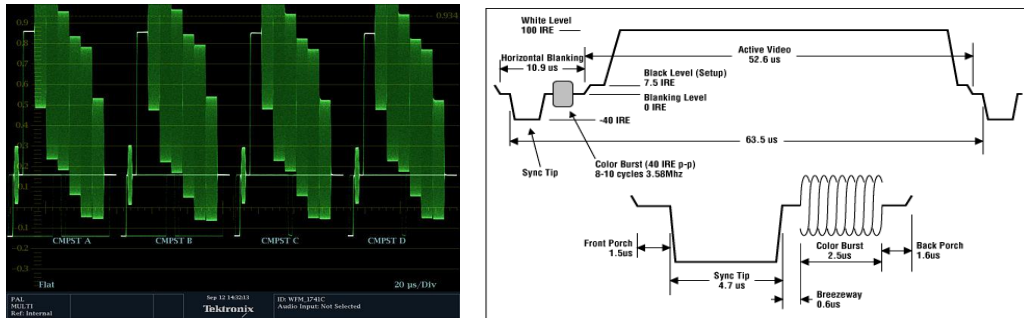 0.9
0.934
0.8
0.7
0.6
0.5
0.4
0.3
0.2
0.1
CMPST A
CMPST B
CMPST C
CMPST D
-0.3
Flat
20 µs/Div
PAL
MULTI
Ref: Internal
Sep 12 14:32:13
Tektronix
ID: WFM_1741C
Audio Input: Not Selected
White Level
100 IRE
Horizontal Blanking
10.9 us
Active Video
52.6 us
Black Level (Setup)
7.5 IRE
Blanking Level
0 IRE
-40 IRE
63.5 us
Sync Tip
Color Burst (40 IRE p-p)
8-10 cycles 3.58Mhz
Front Porch
1.5us
Sync Tip
4.7 us
Color Burst
2.5us
Back Porch
1.6us
Breezeway
0.6us